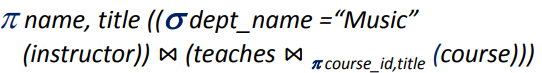 π name, title ((σ dept_name =“Music”
(instructor)) ⋈ (teaches ⋈ π course_id,title (course)))